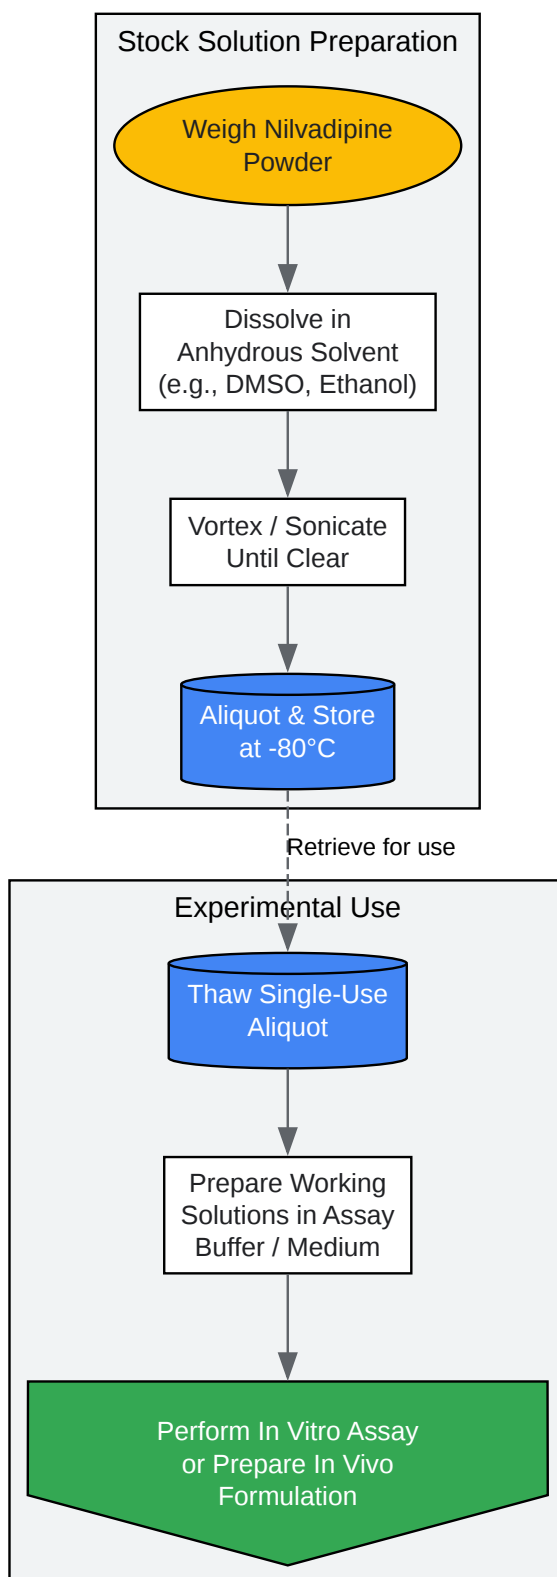 Stock Solution Preparation
Weigh Nilvadipine
Powder
Dissolve in
Anhydrous Solvent
(e.g., DMSO, Ethanol)
Vortex / Sonicate
Until Clear
Aliquot & Store
at -80°C
Retrieve for use
Experimental Use
Thaw Single-Use
Aliquot
Prepare Working
Solutions in Assay
Buffer / Medium
Perform In Vitro Assay
or Prepare In Vivo
Formulation